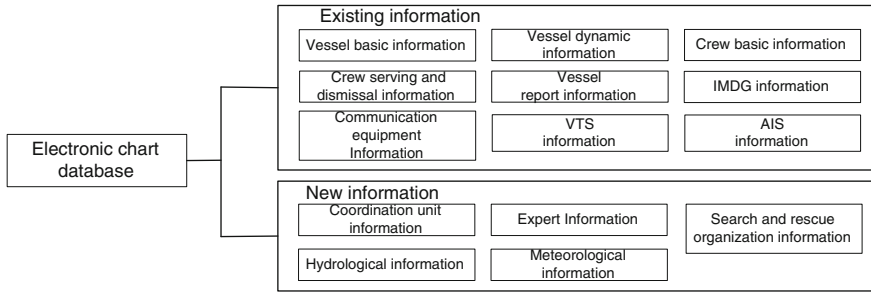 Existing information
Vessel basic information
Vessel dynamic
information
Crew basic information
Crew serving and
dismissal information
Vessel
report information
IMDG information
Communication
equipment
Information
VTS
information
AIS
information
Electronic chart
database
New information
Coordination unit
information
Expert Information
Search and rescue
organization information
Hydrological information
Meteorological
information